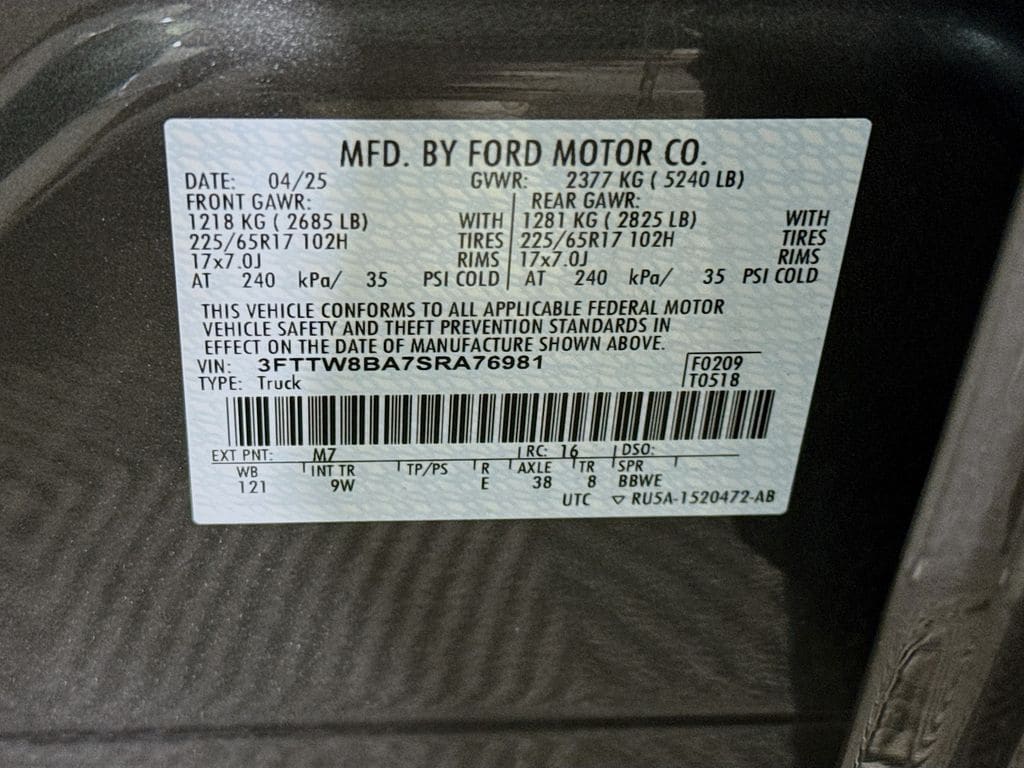 MFD. BY FORD MOTOR CO.
DATE: 04/25 GVWR: 2377 KG ( 5240 LB)
FRONT GAWR: REAR GAWR:
1218 KG ( 2685 LB) WITH 1281 KG ( 2825 LB) WITH
225/65R17 102H TIRES 225/65R17 102H TIRES
17x7.0J RIMS 17x7.0J RIMS
AT 240 kPa/ 35 PSI COLD AT 240 kPa/ 35 PSI COLD
THIS VEHICLE CONFORMS TO ALL APPLICABLE FEDERAL MOTOR
VEHICLE SAFETY AND THEFT PREVENTION STANDARDS IN
EFFECT ON THE DATE OF MANUFACTURE SHOWN ABOVE.
VIN: 3FTTW8BA7SRA76981 F0209
TYPE: Truck T0518
EXT PNT: M7 RC: 16 DSO:
WB INT TR TP/PS R AXLE TR SPR
121 9W E 38 8 BBWE
UTC ▽ RU5A-1520472-AB